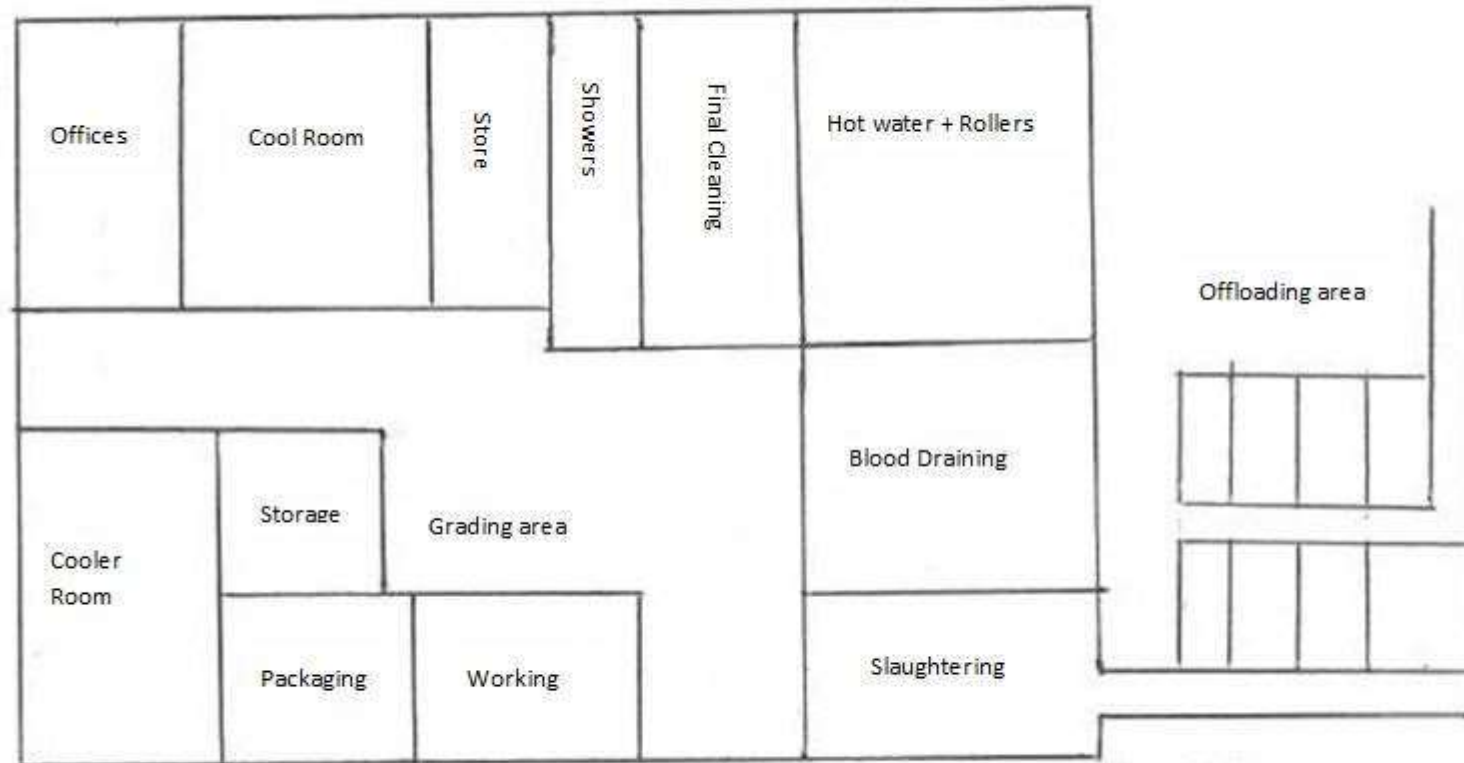 Offices
Cool Room
Store
Showers
Final Cleaning
Hot water + Rollers
Offloading area
Blood Draining
Storage
Grading area
Cooler
Room
Packaging
Working
Slaughtering